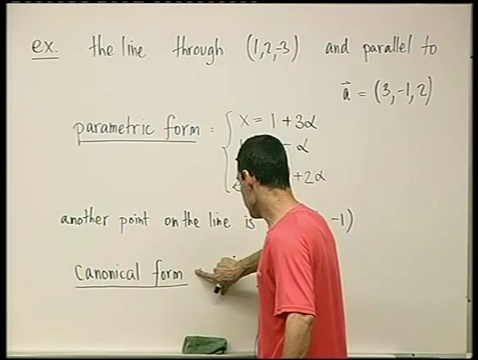 ex. the line through (1,2,-3) and parallel to
a⃗ = (3,-1,2)
parametric form : { x = 1 + 3α
- α
+2α
another point on the line is -1)
canonical form